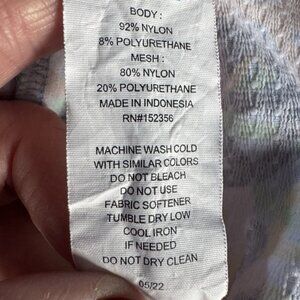 BODY:
92% NYLON
8% POLYURETHANE
MESH:
80% NYLON
20% POLYURETHANE
MADE IN INDONESIA
RN#152356
MACHINE WASH COLD
WITH SIMILAR COLORS
DO NOT BLEACH
DO NOT USE
FABRIC SOFTENER
TUMBLE DRY LOW
COOL IRON
IF NEEDED
DO NOT DRY CLEAN
05/22